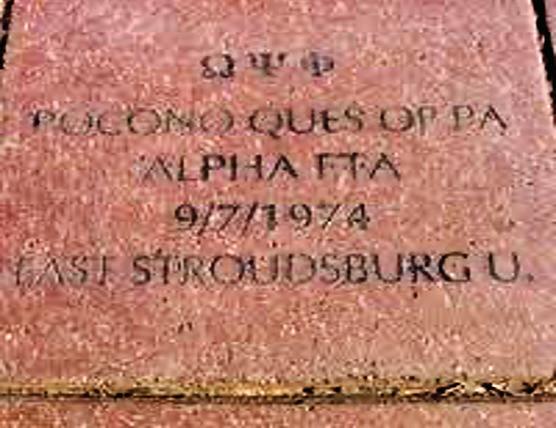 ΩΨΦ
POCONO QUES OF PA
ALPHA ETA
9/7/1974
EAST STROUDSBURG U.